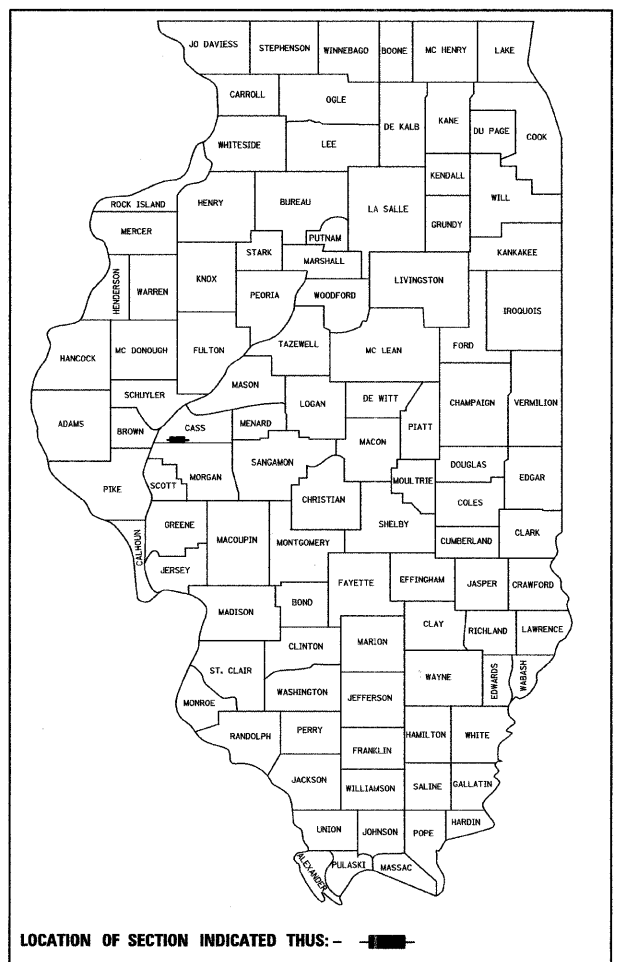 JO DAVIESS STEPHENSON WINNEBAGO BOONE MC HENRY LAKE
CARROLL OGLE
DE KALB KANE DU PAGE COOK
WHITESIDE LEE
KENDALL WILL
ROCK ISLAND HENRY BUREAU LA SALLE GRUNDY
MERCER PUTNAM
STARK MARSHALL KANKAKEE
HENDERSON WARREN KNOX PEORIA WOODFORD LIVINGSTON IROQUOIS
HANCOCK MC DONOUGH FULTON TAZEWELL MC LEAN FORD
SCHUYLER MASON LOGAN DE WITT CHAMPAIGN VERMILION
ADAMS BROWN CASS MENARD MACON PIATT
PIKE SCOTT MORGAN SANGAMON CHRISTIAN MOULTRIE DOUGLAS EDGAR
COLES
CALHOUN GREENE MACOUPIN MONTGOMERY SHELBY CUMBERLAND CLARK
JERSEY FAYETTE EFFINGHAM JASPER CRAWFORD
MADISON BOND CLAY RICHLAND LAWRENCE
CLINTON MARION
ST. CLAIR WAYNE EDWARDS WABASH
WASHINGTON JEFFERSON
MONROE
RANDOLPH PERRY HAMILTON WHITE
FRANKLIN
JACKSON WILLIAMSON SALINE GALLATIN
UNION JOHNSON POPE HARDIN
ALEXANDER PULASKI MASSAC
LOCATION OF SECTION INDICATED THUS: -